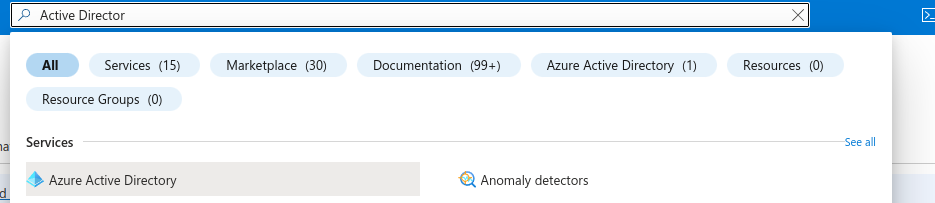 Active Director
All Services (15) Marketplace (30) Documentation (99+) Azure Active Directory (1) Resources (0)
Resource Groups (0)
Services See all
Azure Active Directory Anomaly detectors